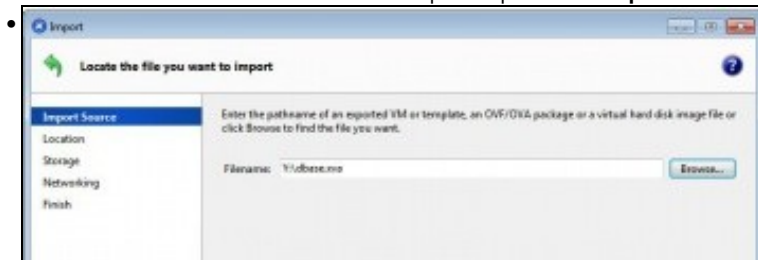 Import
Locate the file you want to import
Import Source
Enter the pathname of an exported VM or template, an OVF/OVA package or a virtual hard disk image file or
click Browse to find the file you want.
Location
Storage
Filename: Y:\dbase.xva
Browse...
Networking
Finish